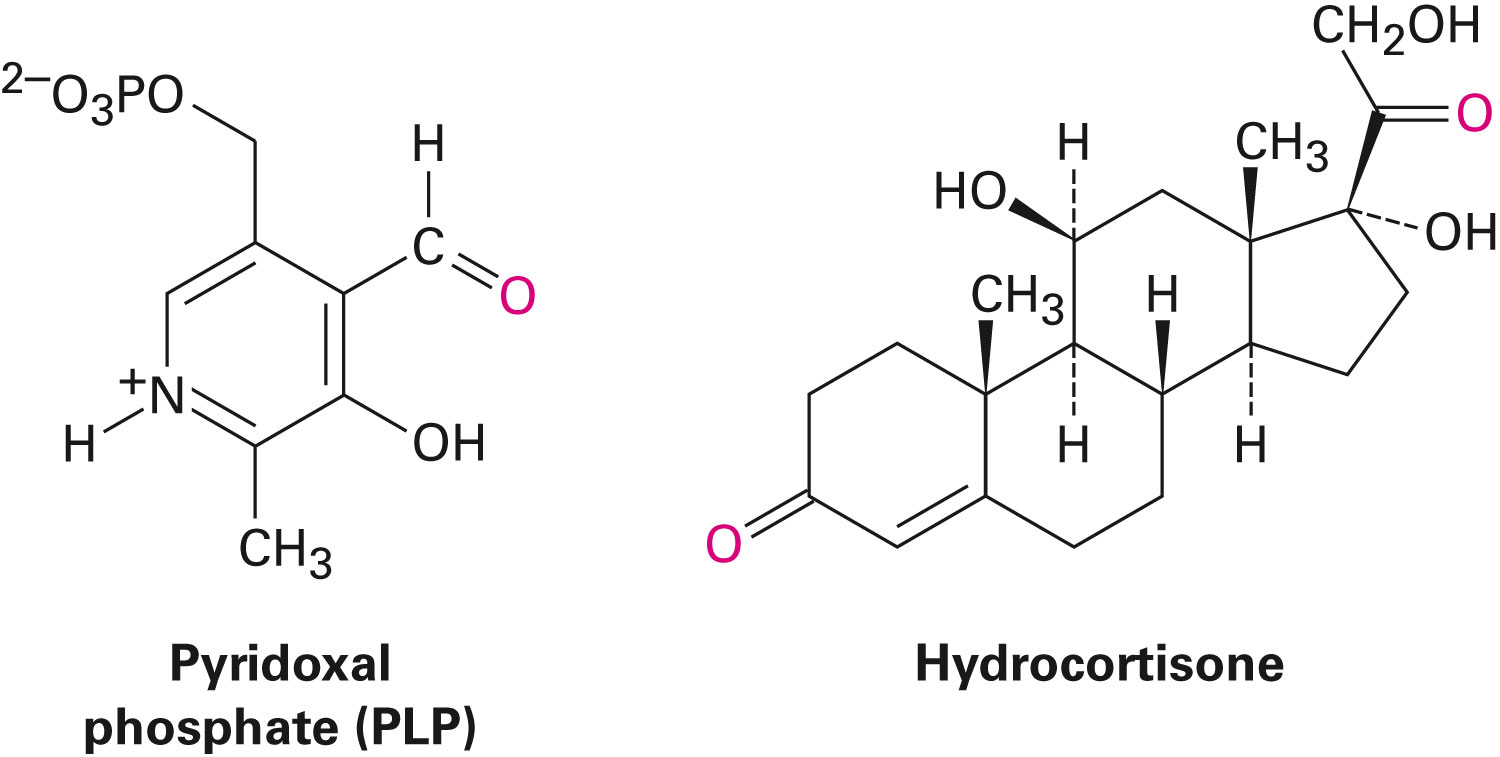 2–O3PO
H
C
O
+N
H
OH
CH3
Pyridoxal
phosphate (PLP)
CH2OH
O
H
CH3
HO
OH
CH3
H
H
H
O
Hydrocortisone